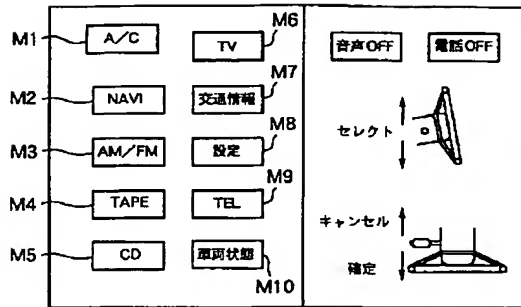 M1 A/C TV M6
M2 NAVI 交通情報 M7
M3 AM/FM 設定 M8
M4 TAPE TEL M9
M5 CD 車両状態 M10
音声OFF 電話OFF
セレクト
キャンセル
確定